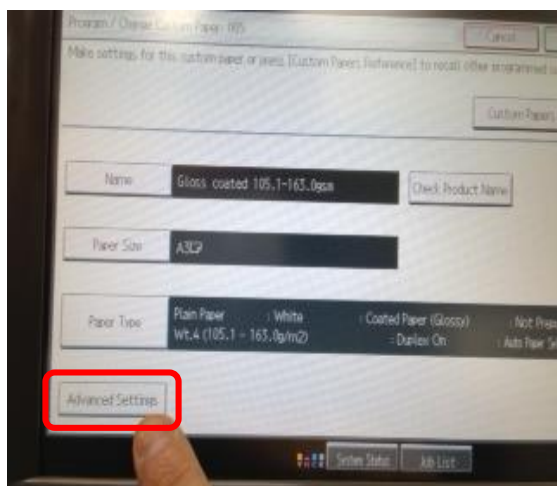 Program / Change Custom Paper: 005
Cancel
Make settings for this custom paper or press [Custom Papers Reference] to recall other programmed
Custom Papers
Name
Gloss coated 105.1-163.0gsm
Check Product Name
Paper Size
A3
Paper Type
Plain Paper : White : Coated Paper (Glossy) : Not
Wt.4 (105.1 - 163.0g/m2) : Duplex On : Auto Paper
Advanced Settings
System Status
Job List